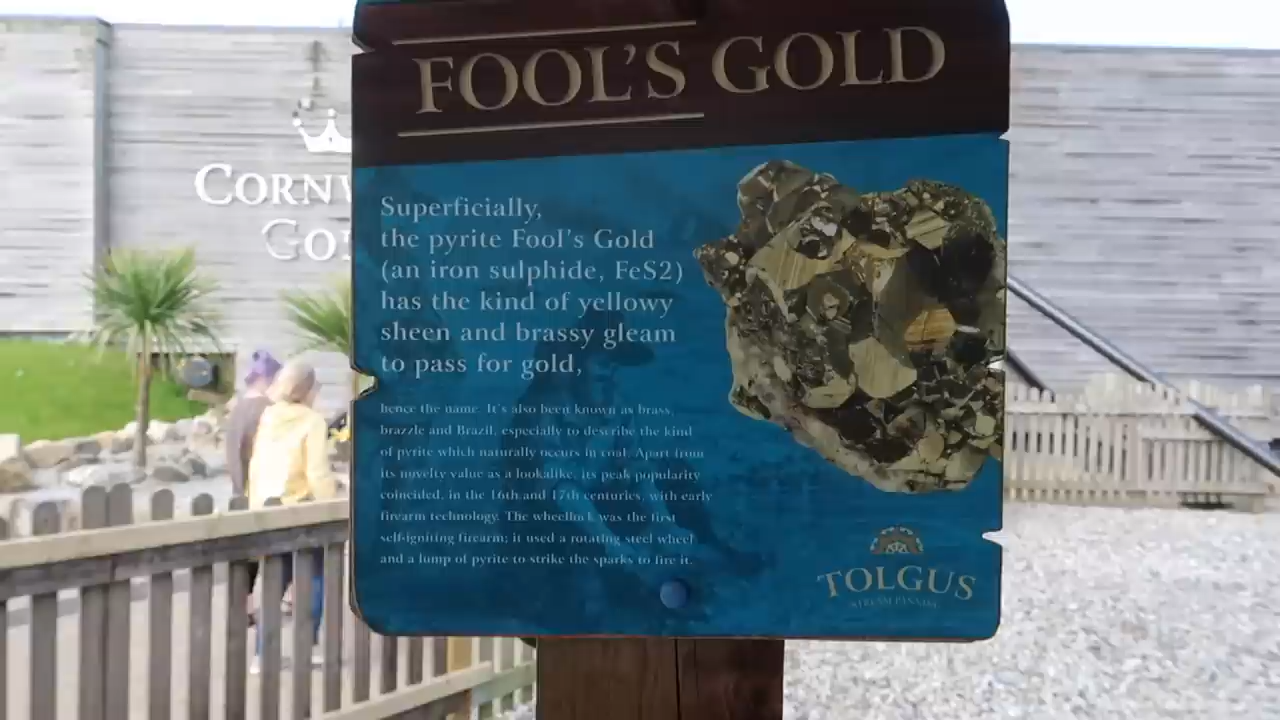 FOOL'S GOLD
CORNW
GO
Superficially,
the pyrite Fool's Gold
(an iron sulphide, FeS2)
has the kind of yellowy
sheen and brassy gleam
to pass for gold,
hence the name. It's also been known as brass,
brazzle and Brazil, especially to describe the kind
of pyrite which naturally occurs in coal. Apart from
its novelty value as a lookalike, its peak popularity
coincided, in the 16th and 17th centuries, with early
firearm technology. The wheellock was the first
self-igniting firearm; it used a rotating steel wheel
and a lump of pyrite to strike the sparks to fire it.
TOLGUS
STREAM PANNING